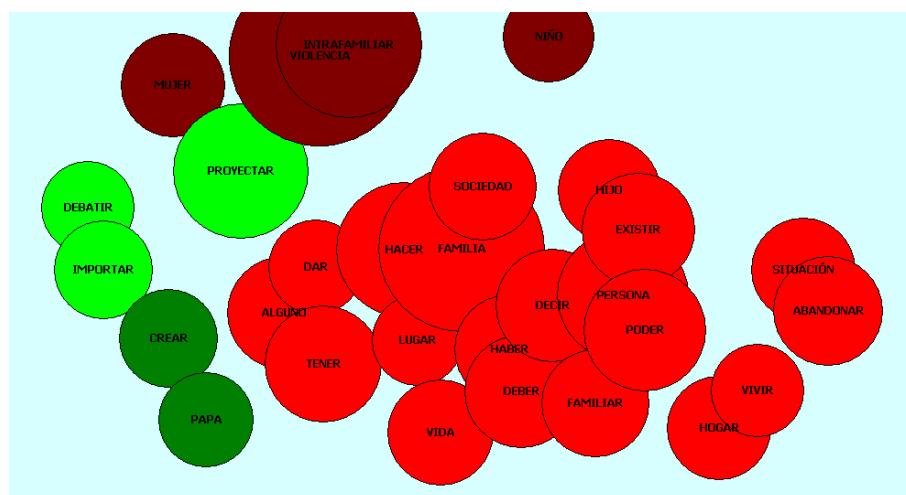 INTRAFAMILIAR
VIOLENCIA
NIÑO
MUJER
PROYECTAR
SOCIEDAD
HIJO
DEBATIR
EXISTIR
HACER
FAMILIA
DAR
IMPORTAR
SITUACIÓN
PERSONA
DECIR
ALGUNO
ABANDONAR
PODER
CREAR
LUGAR
HABER
TENER
DEBER
VIVIR
FAMILIAR
PAPA
HOGAR
VIDA